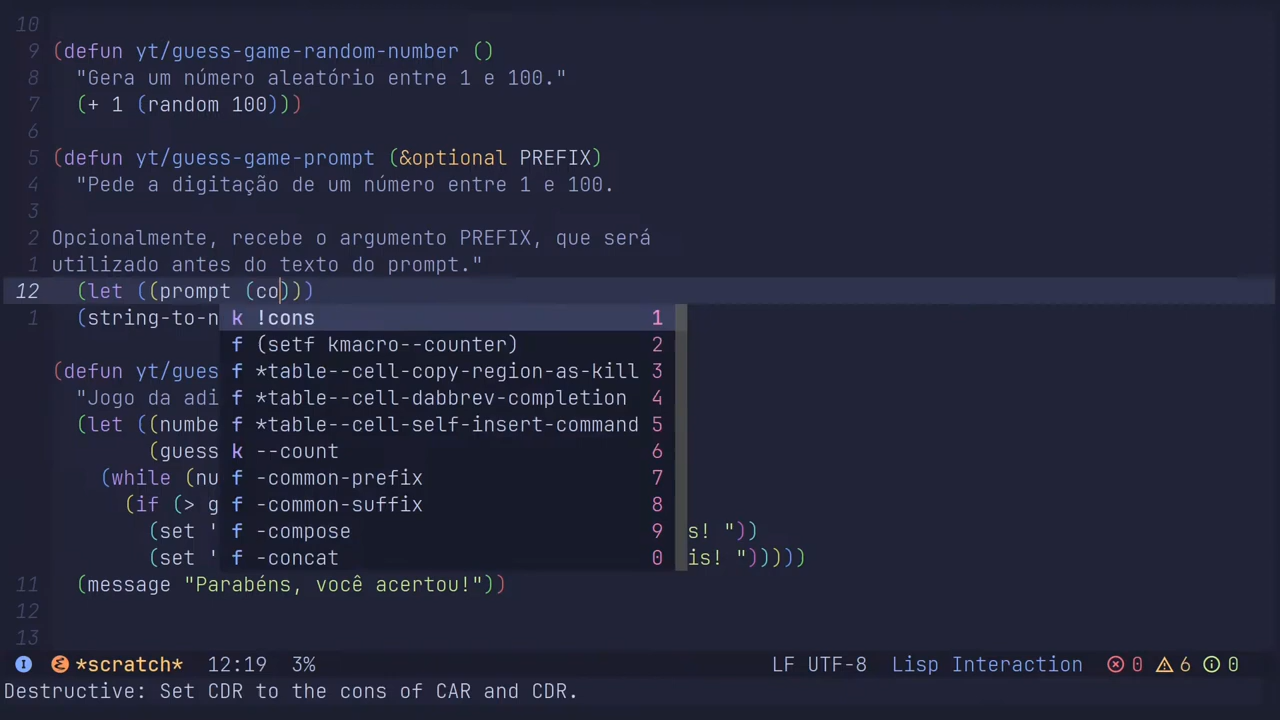 10
9 (defun yt/guess-game-random-number ()
8 "Gera um número aleatório entre 1 e 100."
7 (+ 1 (random 100)))
6
5 (defun yt/guess-game-prompt (&optional PREFIX)
4 "Pede a digitação de um número entre 1 e 100.
3
2 Opcionalmente, recebe o argumento PREFIX, que será
1 utilizado antes do texto do prompt."
12 (let ((prompt (co)))
1 (string-to-n
k !cons 1
f (setf kmacro--counter) 2
f *table--cell-copy-region-as-kill 3
f *table--cell-dabbrev-completion 4
f *table--cell-self-insert-command 5
k --count 6
f -common-prefix 7
f -common-suffix 8
f -compose 9
f -concat 0
(defun yt/gues
"Jogo da adi
(let ((numbe
(guess
(while (nu
(if (> g
(set ' s! "))
(set ' is! ")))))
11 (message "Parabéns, você acertou!"))
12
13
I *scratch* 12:19 3% LF UTF-8 Lisp Interaction 0 6 0
Destructive: Set CDR to the cons of CAR and CDR.